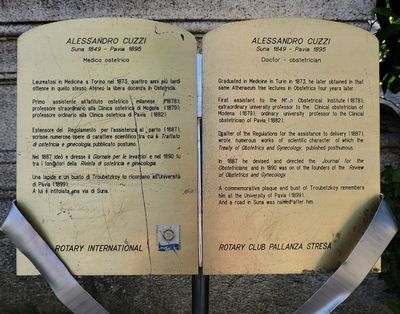 ALESSANDRO CUZZI
Suna 1849 - Pavia 1895
Medico ostetrico
Laureatosi in Medicina a Torino nel 1873, quattro anni più tardi
ottenne in quello stesso Ateneo la libera docenza in Ostetricia.
Primo assistente all'Istituto ostetrico milanese (1878),
professore straordinario alla Clinica ostetrica di Modena (1879)
professore ordinario alla Clinica ostetrica di Pavia (1882).
Estensore del Regolamento per l'assistenza al parto (1887),
scrisse numerose opere di carattere scientifico tra cui il Trattato
di ostetricia e ginecologia, pubblicato postumo.
Nel 1887 ideò e diresse il Giornale per le levatrici e nel 1890 fu
tra i fondatori della Rivista di ostetricia e ginecologia.
Una lapide e un busto di Troubetzkoy lo ricordano all'Università
di Pavia (1899).
A lui è intitolata una via di Suna.
ROTARY INTERNATIONAL
ALESSANDRO CUZZI
Suna 1849 - Pavia 1895
Doctor - obstetrician
Graduated in Medicine in Turin in 1873, he later obtained in that
same Athenaeum free lectures in Obstetrics four years later.
First assistant to the Milan Obstetrical Institute (1878),
extraordinary university professor to the Clinical obstetrician of
Modena (1879), ordinary university professor to the Clinical
obstetrician of Pavia (1882).
Drafter of the Regulations for the assistance to delivery (1887),
wrote numerous works of scientific character of which the
Treaty of Obstetrics and Gynecology, published posthumous.
In 1887 he devised and directed the Journal for the
Obstetricians and in 1890 was on of the founders of the Review
of Obstetrics and Gynecology.
A commemorative plaque and bust of Troubetzkoy remember
him at the University of Pavia (1899).
And a road in Suna was named after him.
ROTARY CLUB PALLANZA STRESA